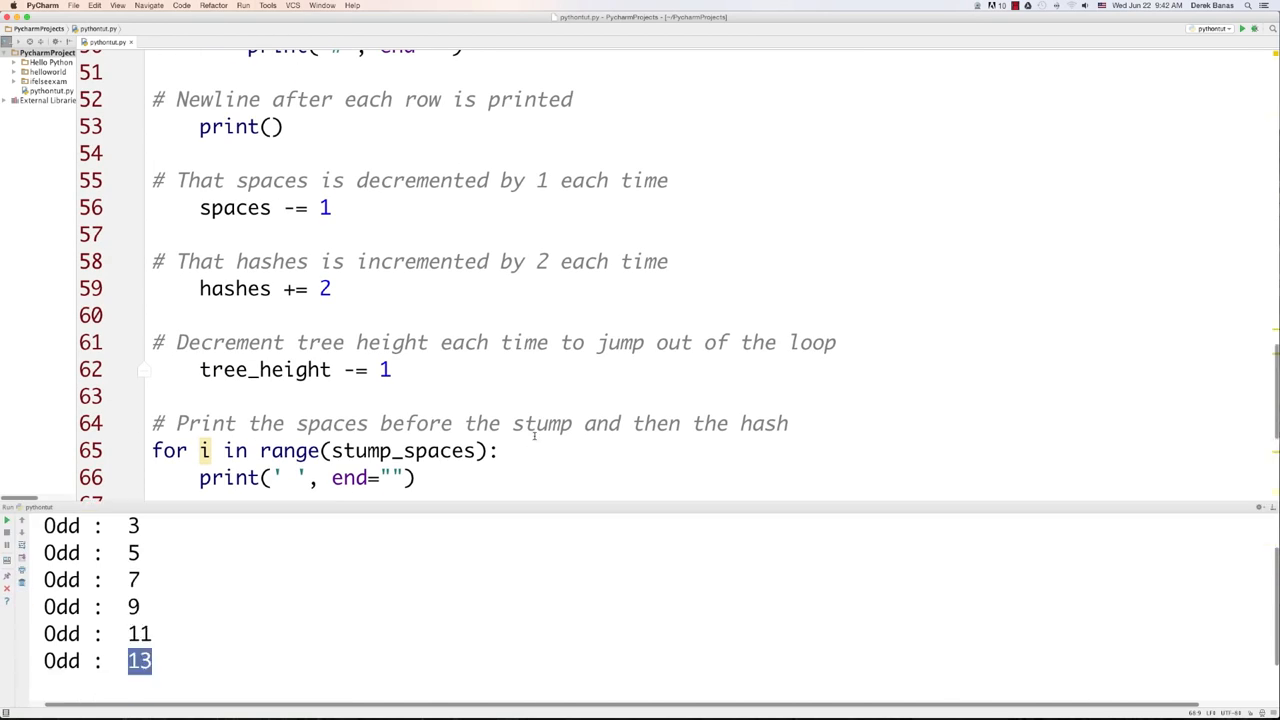 PyCharm File Edit View Navigate Code Refactor Run Tools VCS Window Help 10 Wed Jun 22 9:42 AM Derek Banas
pythontut.py - PycharmProjects - [~/PycharmProjects]
PycharmProjects pythontut.py pythontut
pythontut.py
PycharmProject
Hello Python
helloworld
ifelseexam
pythontut.py
External Librarie
51
52 # Newline after each row is printed
53 print()
54
55 # That spaces is decremented by 1 each time
56 spaces -= 1
57
58 # That hashes is incremented by 2 each time
59 hashes += 2
60
61 # Decrement tree height each time to jump out of the loop
62 tree_height -= 1
63
64 # Print the spaces before the stump and then the hash
65 for i in range(stump_spaces):
66 print(' ', end="")
Run pythontut
Odd : 3
Odd : 5
Odd : 7
Odd : 9
Odd : 11
Odd : 13